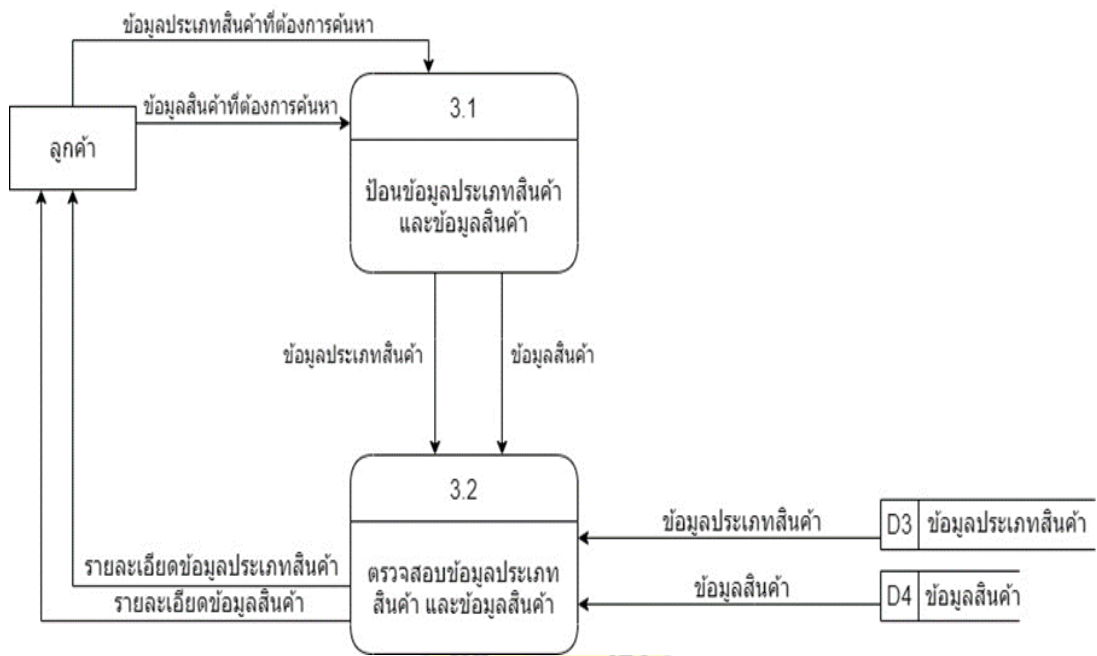 ข้อมูลประเภทสินค้าที่ต้องการค้นหา
ข้อมูลสินค้าที่ต้องการค้นหา
ลูกค้า
3.1
ป้อนข้อมูลประเภทสินค้า
และข้อมูลสินค้า
ข้อมูลประเภทสินค้า
ข้อมูลสินค้า
3.2
ตรวจสอบข้อมูลประเภท
สินค้า และข้อมูลสินค้า
ข้อมูลประเภทสินค้า
D3 ข้อมูลประเภทสินค้า
ข้อมูลสินค้า
D4 ข้อมูลสินค้า
รายละเอียดข้อมูลประเภทสินค้า
รายละเอียดข้อมูลสินค้า